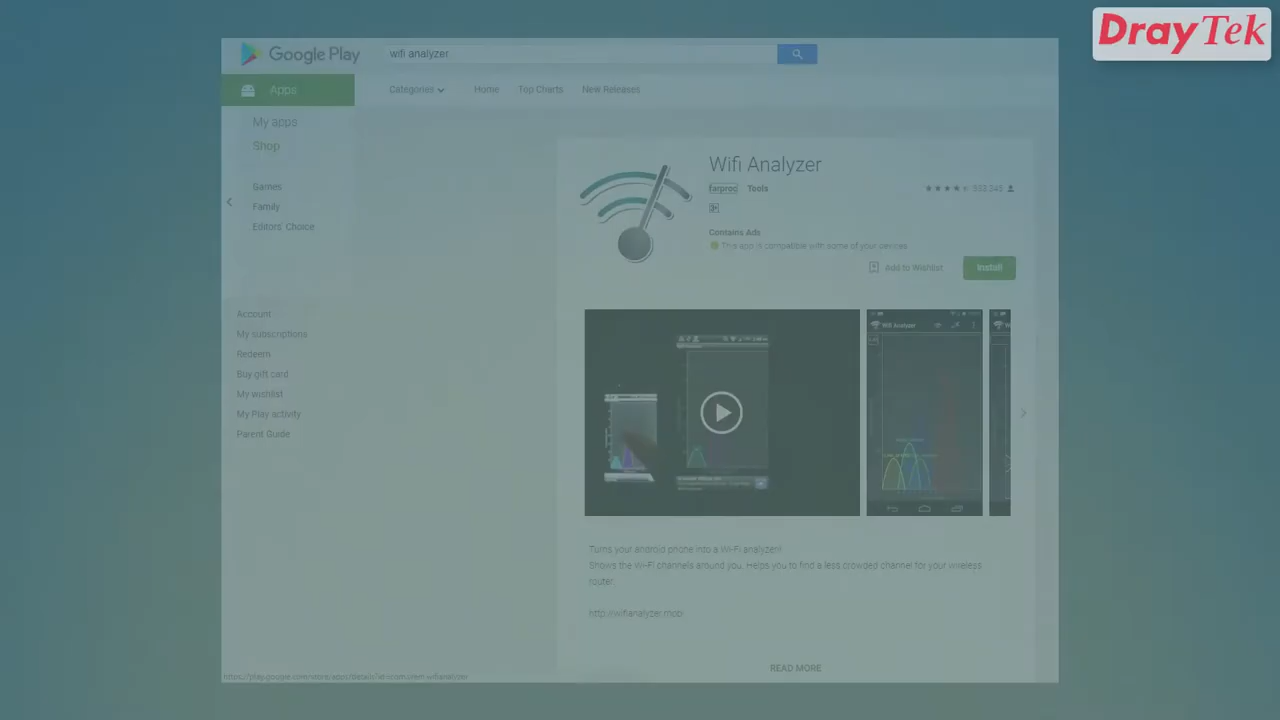 DrayTek
Google Play
wifi analyzer
Apps
Categories
Home
Top Charts
New Releases
My apps
Shop
Games
Family
Editors' Choice
Account
My subscriptions
Redeem
Buy gift card
My wishlist
My Play activity
Parent Guide
Wifi Analyzer
farproc Tools
3+
Contains Ads
This app is compatible with some of your devices.
Add to Wishlist
Install
Wifi Analyzer
Turns your android phone into a Wi-Fi analyzer!!
Shows the Wi-Fi channels around you. Helps you to find a less crowded channel for your wireless
router.
http://wifianalyzer.mobi
READ MORE